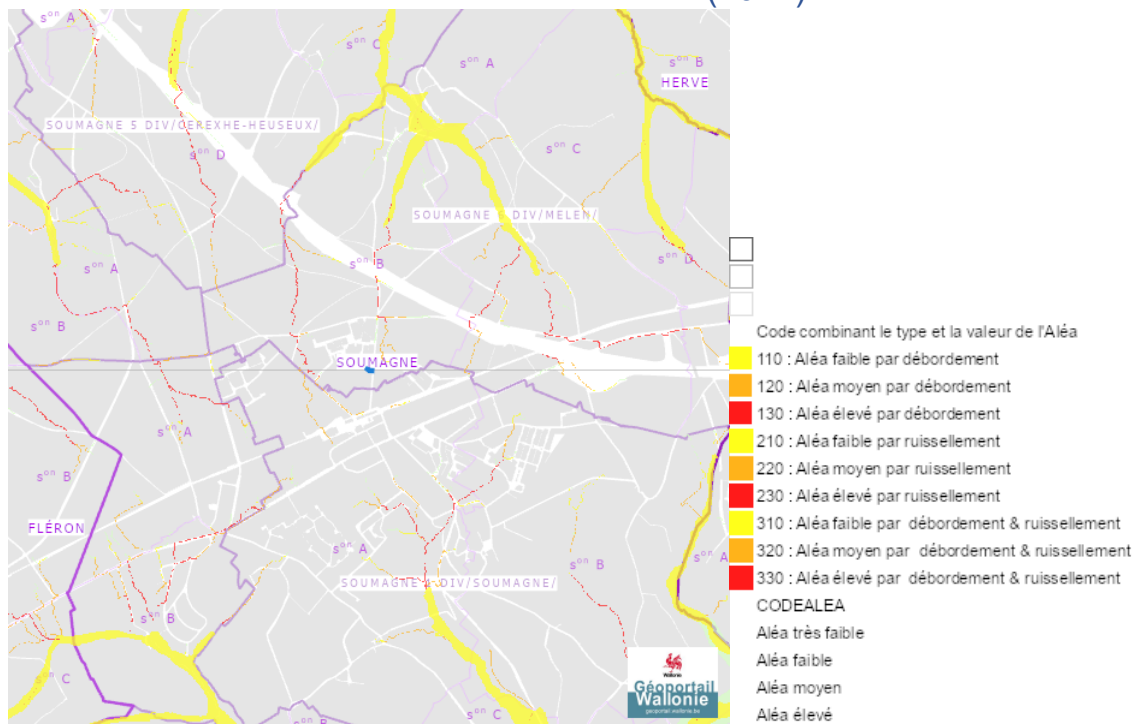 sᵒⁿ A
sᵒⁿ C
sᵒⁿ A
sᵒⁿ B
HERVE
SOUMAGNE 5 DIV/CEREXHE-HEUSEUX/
sᵒⁿ D
sᵒⁿ C
SOUMAGNE 6 DIV/MELEN/
sᵒⁿ A
sᵒⁿ B
sᵒⁿ D
sᵒⁿ B
SOUMAGNE
sᵒⁿ A
sᵒⁿ B
FLÉRON
sᵒⁿ A
sᵒⁿ B
sᵒⁿ A
SOUMAGNE 1 DIV/SOUMAGNE/
sᵒⁿ B
sᵒⁿ C
sᵒⁿ C
Wallonie
Géoportail
Wallonie
geoportail.wallonie.be
Code combinant le type et la valeur de l'Aléa
110 : Aléa faible par débordement
120 : Aléa moyen par débordement
130 : Aléa élevé par débordement
210 : Aléa faible par ruissellement
220 : Aléa moyen par ruissellement
230 : Aléa élevé par ruissellement
310 : Aléa faible par débordement & ruissellement
320 : Aléa moyen par débordement & ruissellement
330 : Aléa élevé par débordement & ruissellement
CODEALEA
Aléa très faible
Aléa faible
Aléa moyen
Aléa élevé